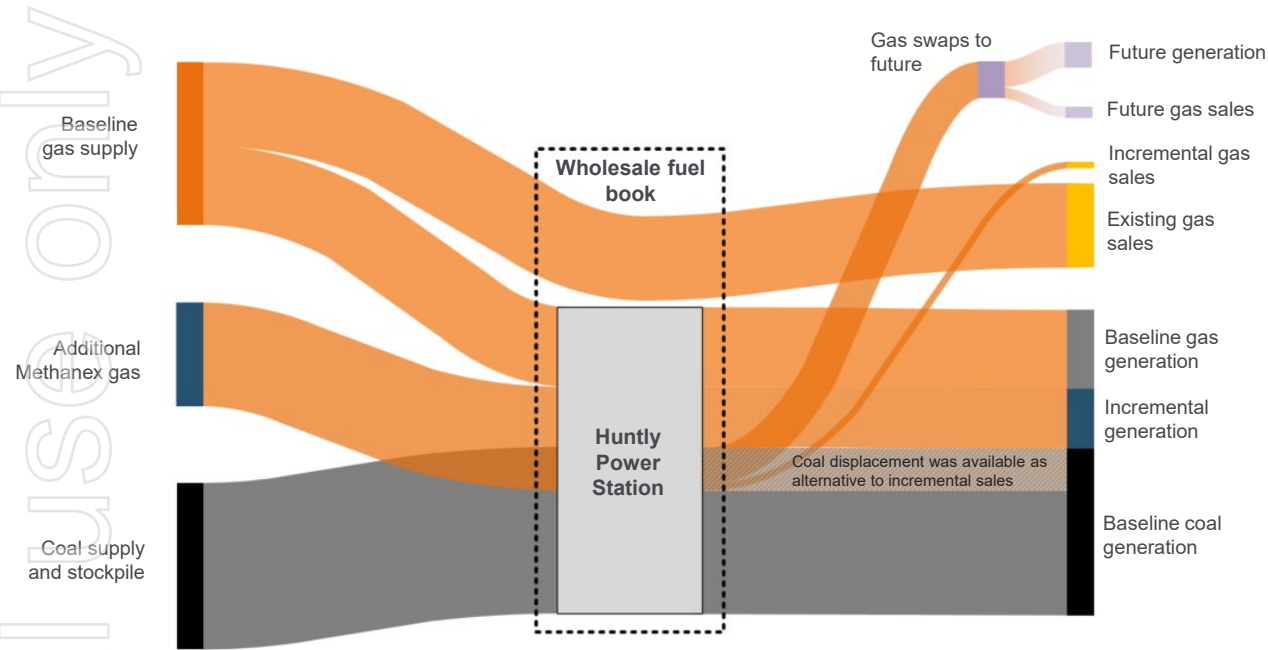 l use only
Baseline
gas supply
Additional
Methanex gas
Coal supply
and stockpile
Wholesale fuel
book
Huntly
Power
Station
Gas swaps to
future
Coal displacement was available as
alternative to incremental sales
Future generation
Future gas sales
Incremental gas
sales
Existing gas
sales
Baseline gas
generation
Incremental
generation
Baseline coal
generation